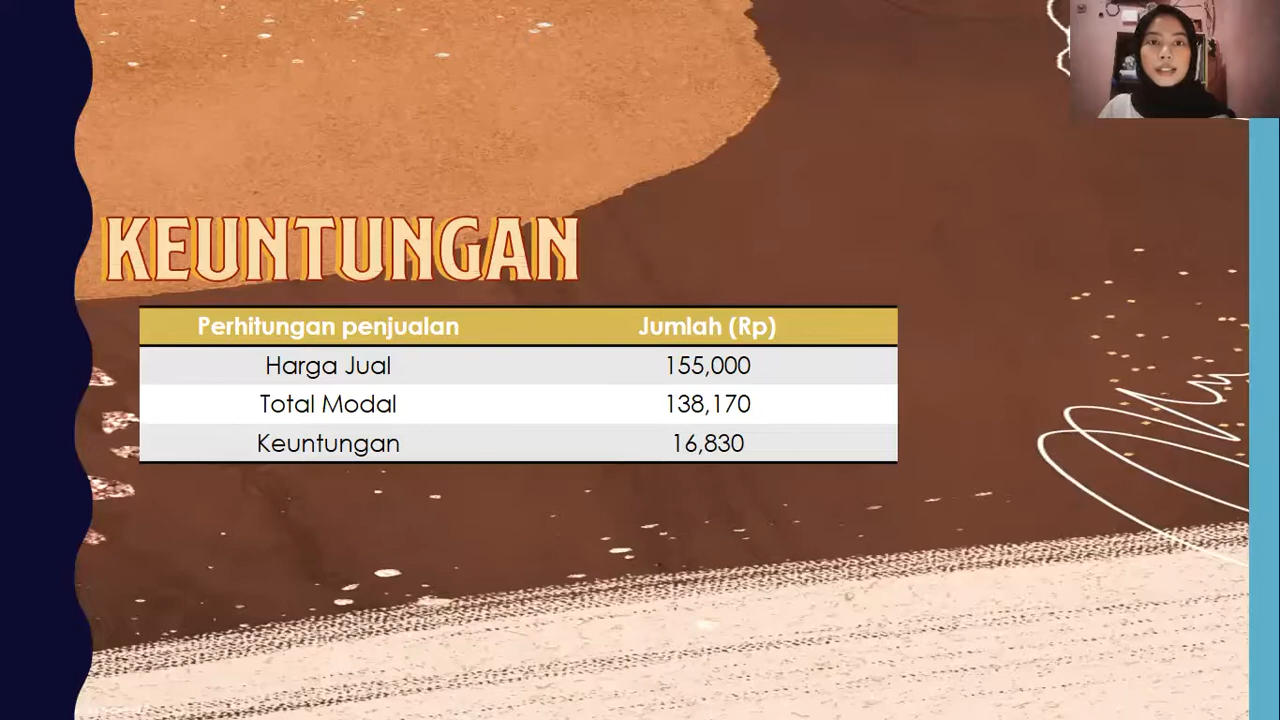 KEUNTUNGAN
Perhitungan penjualan Jumlah (Rp)
Harga Jual 155,000
Total Modal 138,170
Keuntungan 16,830